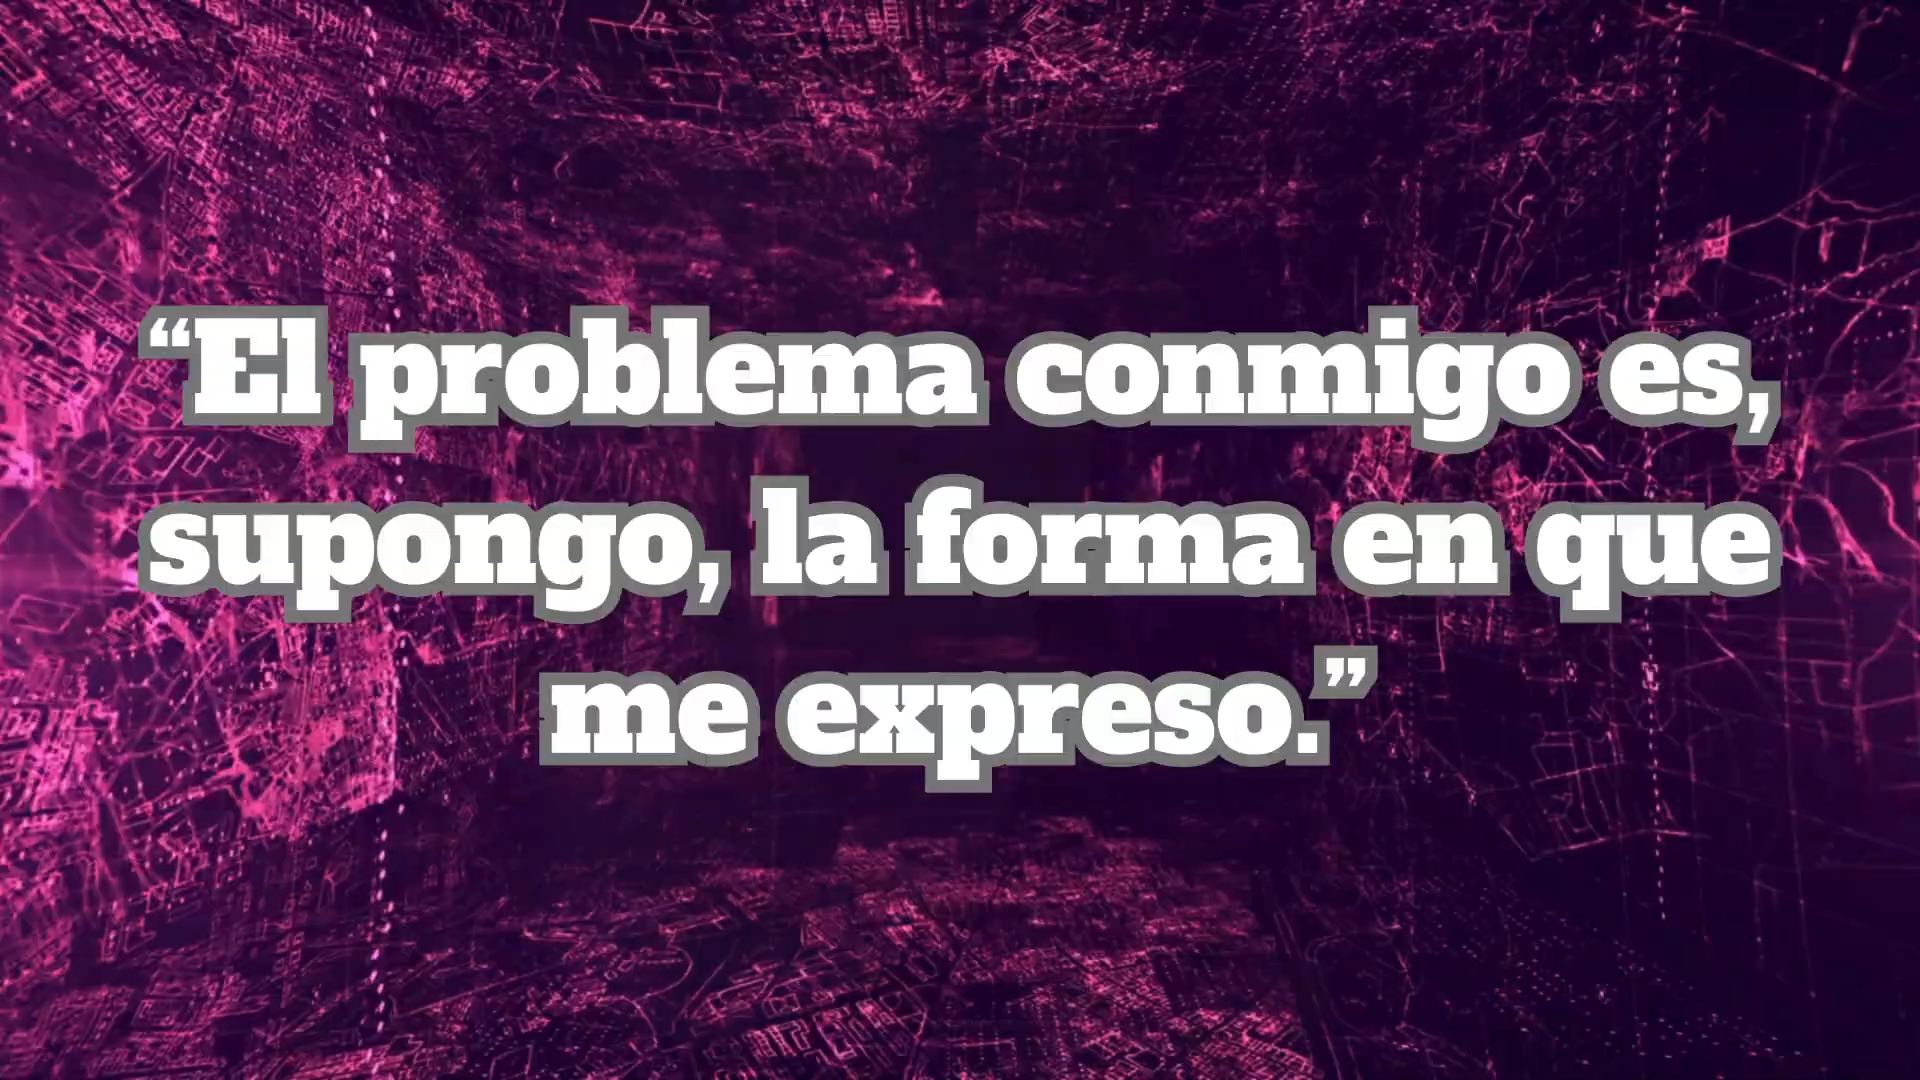 “El problema conmigo es,
supongo, la forma en que
me expreso.”